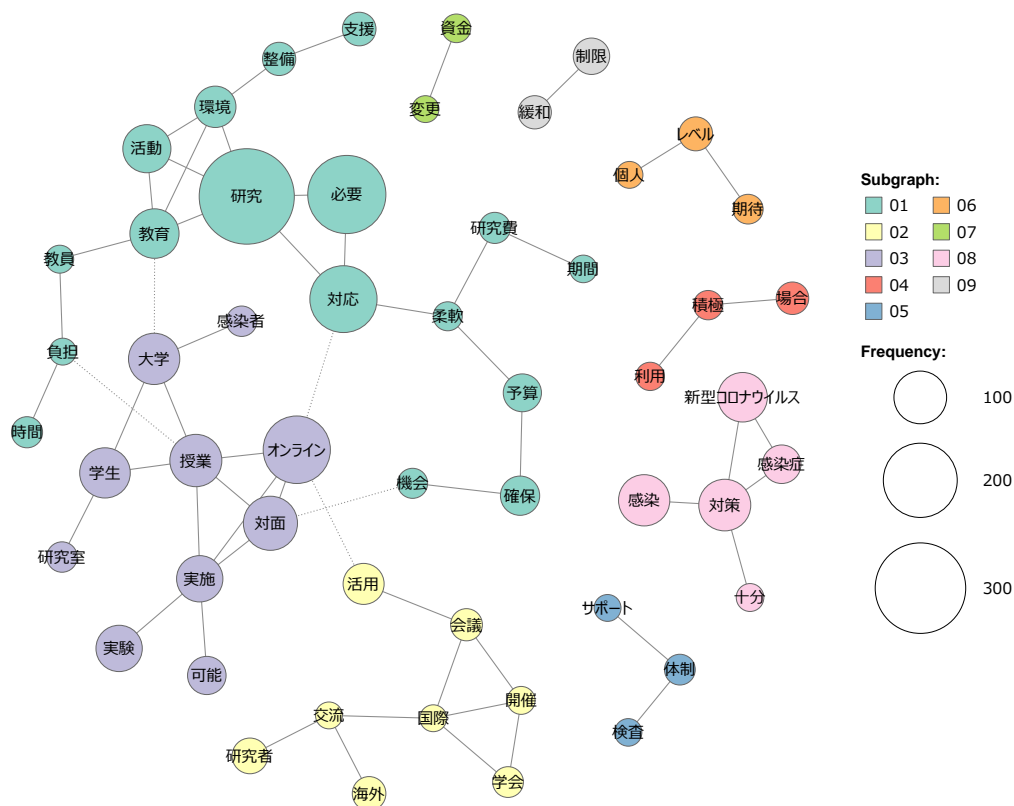 支援
資金
整備
制限
環境
変更
緩和
活動
レベル
個人
研究
必要
期待
教育
研究費
教員
期間
対応
積極
場合
感染者
柔軟
負担
大学
利用
予算
新型コロナウイルス
時間
オンライン
学生
授業
感染症
機会
確保
感染
対策
対面
研究室
実施
活用
十分
サポート
会議
実験
可能
体制
開催
交流
国際
検査
研究者
学会
海外
Subgraph:
01
06
02
07
03
08
04
09
05
Frequency:
100
200
300